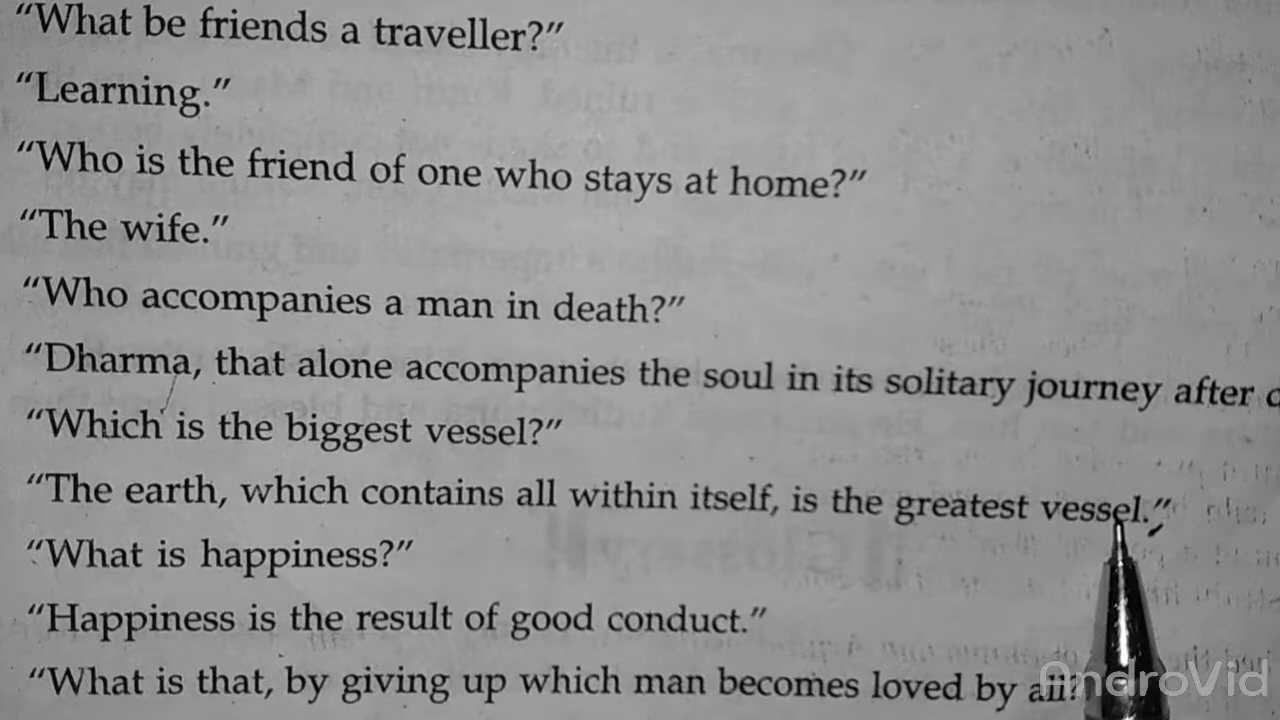 “What be friends a traveller?”
“Learning.”
“Who is the friend of one who stays at home?”
“The wife.”
“Who accompanies a man in death?”
“Dharma, that alone accompanies the soul in its solitary journey after
“Which is the biggest vessel?”
“The earth, which contains all within itself, is the greatest vessel.”
“What is happiness?”
“Happiness is the result of good conduct.”
“What is that, by giving up which man becomes loved by all?
AndroVid